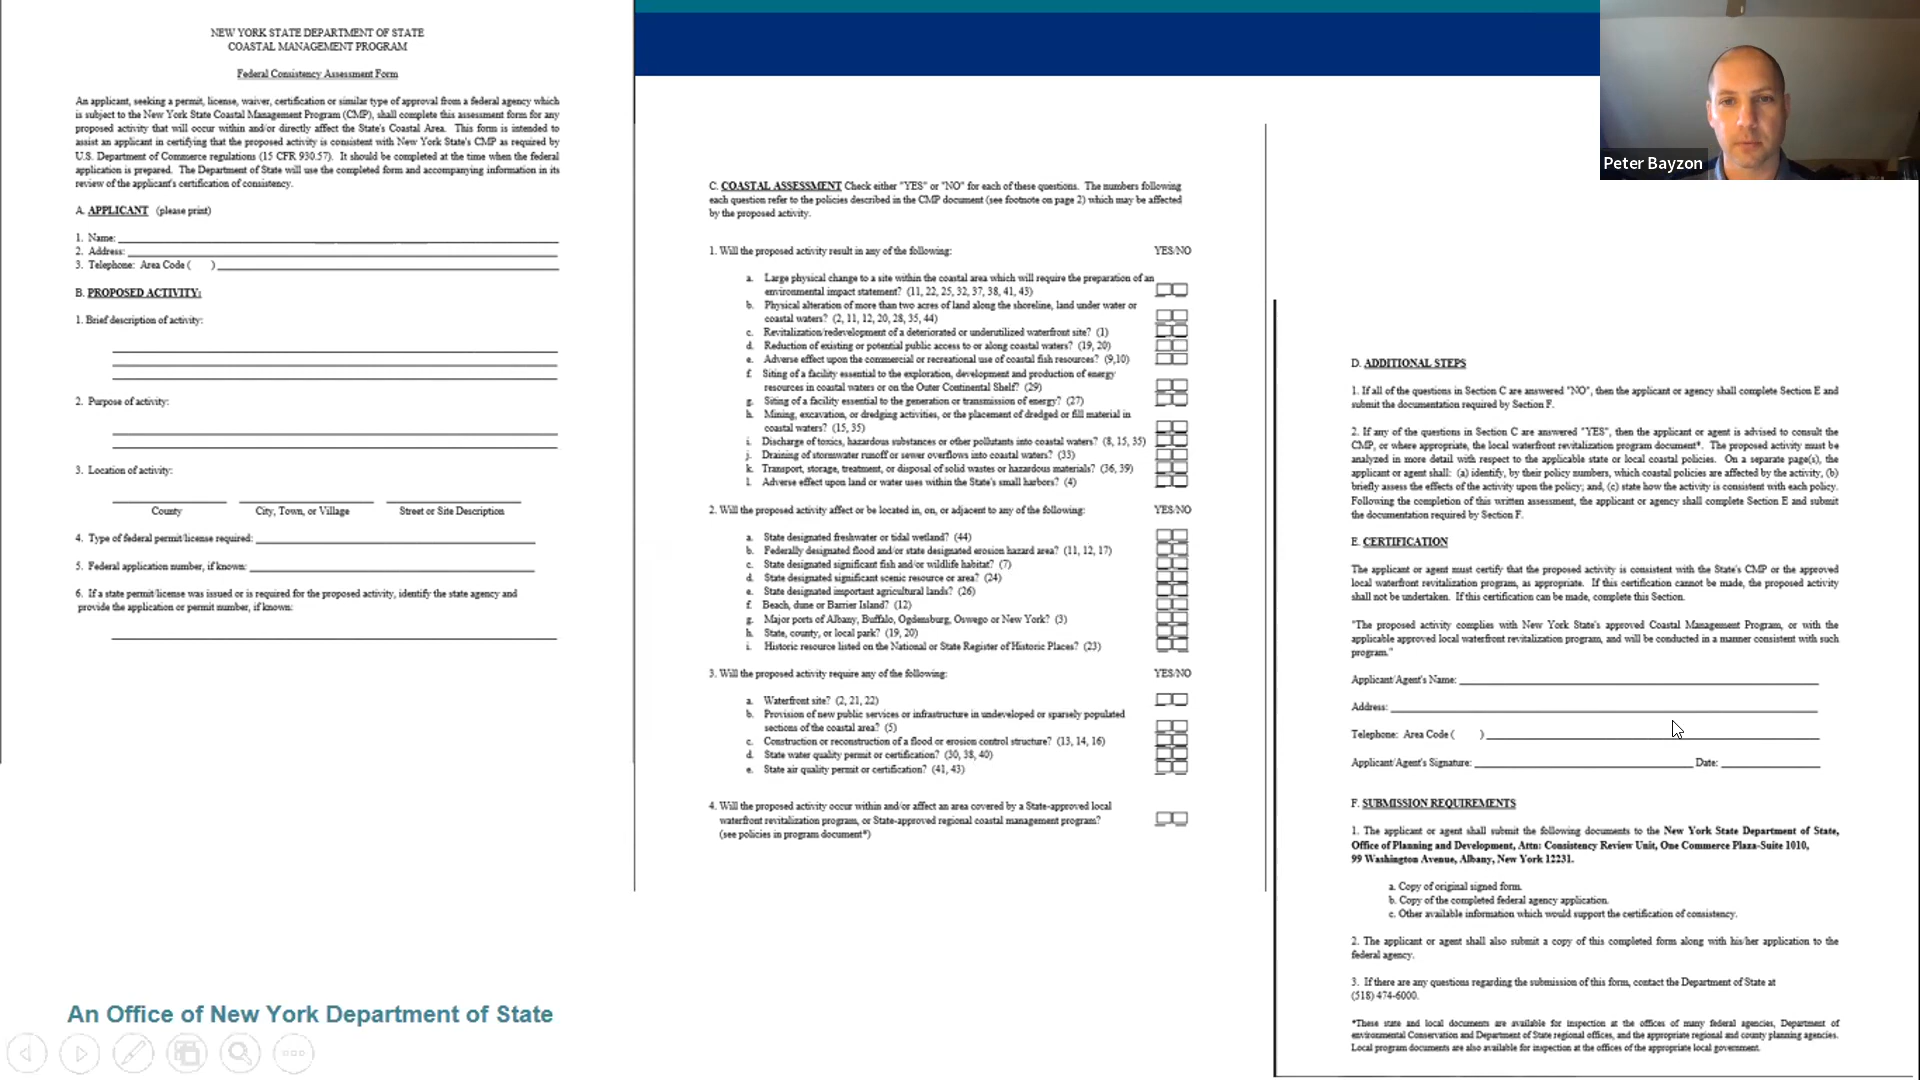 NEW YORK STATE DEPARTMENT OF STATE
COASTAL MANAGEMENT PROGRAM
Federal Consistency Assessment Form
An applicant, seeking a permit, license, waiver, certification or similar type of approval from a federal agency which
is subject to the New York State Coastal Management Program (CMP), shall complete this assessment form for any
proposed activity that will occur within and/or directly affect the State's Coastal Area. This form is intended to
assist an applicant in certifying that the proposed activity is consistent with New York State's CMP as required by
U.S. Department of Commerce regulations (15 CFR 930.57). It should be completed at the time when the federal
application is prepared. The Department of State will use the completed form and accompanying information in its
review of the applicant's certification of consistency.
A. APPLICANT (please print)
1. Name:
2. Address:
3. Telephone: Area Code ( )
B. PROPOSED ACTIVITY:
1. Brief description of activity:
2. Purpose of activity:
3. Location of activity:
County City, Town, or Village Street or Site Description
4. Type of federal permit/license required:
5. Federal application number, if known:
6. If a state permit/license was issued or is required for the proposed activity, identify the state agency and
provide the application or permit number, if known:
An Office of New York Department of State
C. COASTAL ASSESSMENT Check either "YES" or "NO" for each of these questions. The numbers following
each question refer to the policies described in the CMP document (see footnote on page 2) which may be affected
by the proposed activity.
1. Will the proposed activity result in any of the following: YES/NO
a. Large physical change to a site within the coastal area which will require the preparation of an
environmental impact statement? (11, 22, 25, 32, 37, 38, 41, 43)
b. Physical alteration of more than two acres of land along the shoreline, land under water or
coastal waters? (2, 11, 12, 20, 28, 35, 44)
c. Revitalization/redevelopment of a deteriorated or underutilized waterfront site? (1)
d. Reduction of existing or potential public access to or along coastal waters? (19, 20)
e. Adverse effect upon the commercial or recreational use of coastal fish resources? (9,10)
f. Siting of a facility essential to the exploration, development and production of energy
resources in coastal waters or on the Outer Continental Shelf? (29)
g. Siting of a facility essential to the generation or transmission of energy? (27)
h. Mining, excavation, or dredging activities, or the placement of dredged or fill material in
coastal waters? (15, 35)
i. Discharge of toxics, hazardous substances or other pollutants into coastal waters? (8, 15, 35)
j. Draining of stormwater runoff or sewer overflows into coastal waters? (33)
k. Transport, storage, treatment, or disposal of solid wastes or hazardous materials? (36, 39)
l. Adverse effect upon land or water uses within the State's small harbors? (4)
2. Will the proposed activity affect or be located in, on, or adjacent to any of the following: YES/NO
a. State designated freshwater or tidal wetland? (44)
b. Federally designated flood and/or state designated erosion hazard area? (11, 12, 17)
c. State designated significant fish and/or wildlife habitat? (7)
d. State designated significant scenic resource or area? (24)
e. State designated important agricultural lands? (26)
f. Beach, dune or Barrier Island? (12)
g. Major ports of Albany, Buffalo, Ogdensburg, Oswego or New York? (3)
h. State, county, or local park? (19, 20)
i. Historic resource listed on the National or State Register of Historic Places? (23)
3. Will the proposed activity require any of the following: YES/NO
a. Waterfront site? (2, 21, 22)
b. Provision of new public services or infrastructure in undeveloped or sparsely populated
sections of the coastal area? (5)
c. Construction or reconstruction of a flood or erosion control structure? (13, 14, 16)
d. State water quality permit or certification? (30, 38, 40)
e. State air quality permit or certification? (41, 43)
4. Will the proposed activity occur within and/or affect an area covered by a State-approved local
waterfront revitalization program, or State-approved regional coastal management program?
(see policies in program document*)
Peter Bayzon
D. ADDITIONAL STEPS
1. If all of the questions in Section C are answered "NO", then the applicant or agency shall complete Section E and
submit the documentation required by Section F.
2. If any of the questions in Section C are answered "YES", then the applicant or agent is advised to consult the
CMP, or where appropriate, the local waterfront revitalization program document*. The proposed activity must be
analyzed in more detail with respect to the applicable state or local coastal policies. On a separate page(s), the
applicant or agent shall: (a) identify, by their policy numbers, which coastal policies are affected by the activity, (b)
briefly assess the effects of the activity upon the policy; and, (c) state how the activity is consistent with each policy.
Following the completion of this written assessment, the applicant or agency shall complete Section E and submit
the documentation required by Section F.
E. CERTIFICATION
The applicant or agent must certify that the proposed activity is consistent with the State's CMP or the approved
local waterfront revitalization program, as appropriate. If this certification cannot be made, the proposed activity
shall not be undertaken. If this certification can be made, complete this Section.
"The proposed activity complies with New York State's approved Coastal Management Program, or with the
applicable approved local waterfront revitalization program, and will be conducted in a manner consistent with such
program."
Applicant/Agent's Name:
Address:
Telephone: Area Code ( )
Applicant/Agent's Signature: Date:
F. SUBMISSION REQUIREMENTS
1. The applicant or agent shall submit the following documents to the New York State Department of State,
Office of Planning and Development, Attn: Consistency Review Unit, One Commerce Plaza-Suite 1010,
99 Washington Avenue, Albany, New York 12231.
a. Copy of original signed form.
b. Copy of the completed federal agency application.
c. Other available information which would support the certification of consistency.
2. The applicant or agent shall also submit a copy of this completed form along with his/her application to the
federal agency.
3. If there are any questions regarding the submission of this form, contact the Department of State at
(518) 474-6000.
*These state and local documents are available for inspection at the offices of many federal agencies, Department of
environmental Conservation and Department of State regional offices, and the appropriate regional and county planning agencies.
Local program documents are also available for inspection at the offices of the appropriate local government.